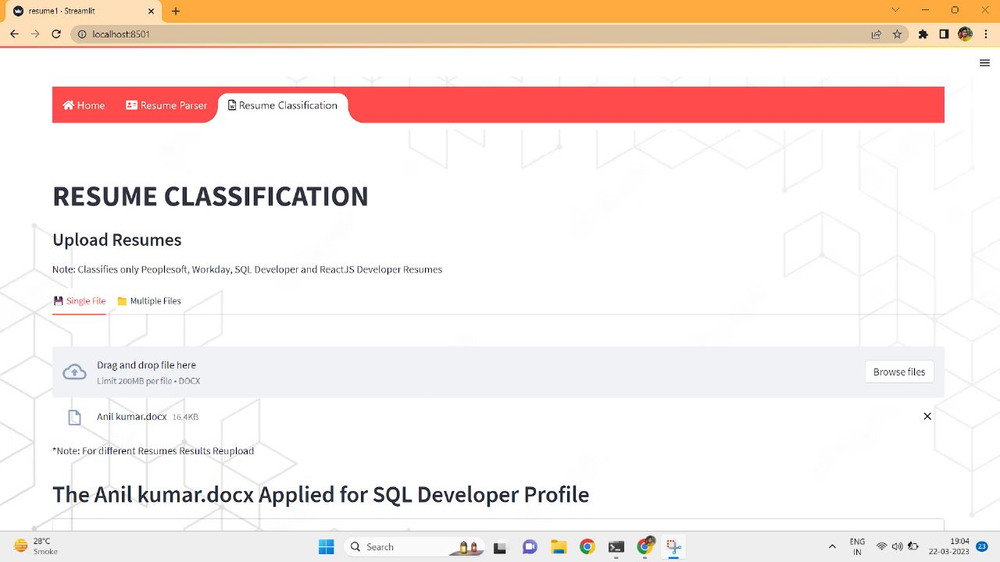 resume1 · Streamlit
localhost:8501
Home Resume Parser Resume Classification
RESUME CLASSIFICATION
Upload Resumes
Note: Classifies only Peoplesoft, Workday, SQL Developer and ReactJS Developer Resumes
Single File Multiple Files
Drag and drop file here
Limit 200MB per file • DOCX
Browse files
Anil kumar.docx 16.4KB
*Note: For different Resumes Results Reupload
The Anil kumar.docx Applied for SQL Developer Profile
28°C
Smoke
Search
ENG
IN
19:04
22-03-2023
23